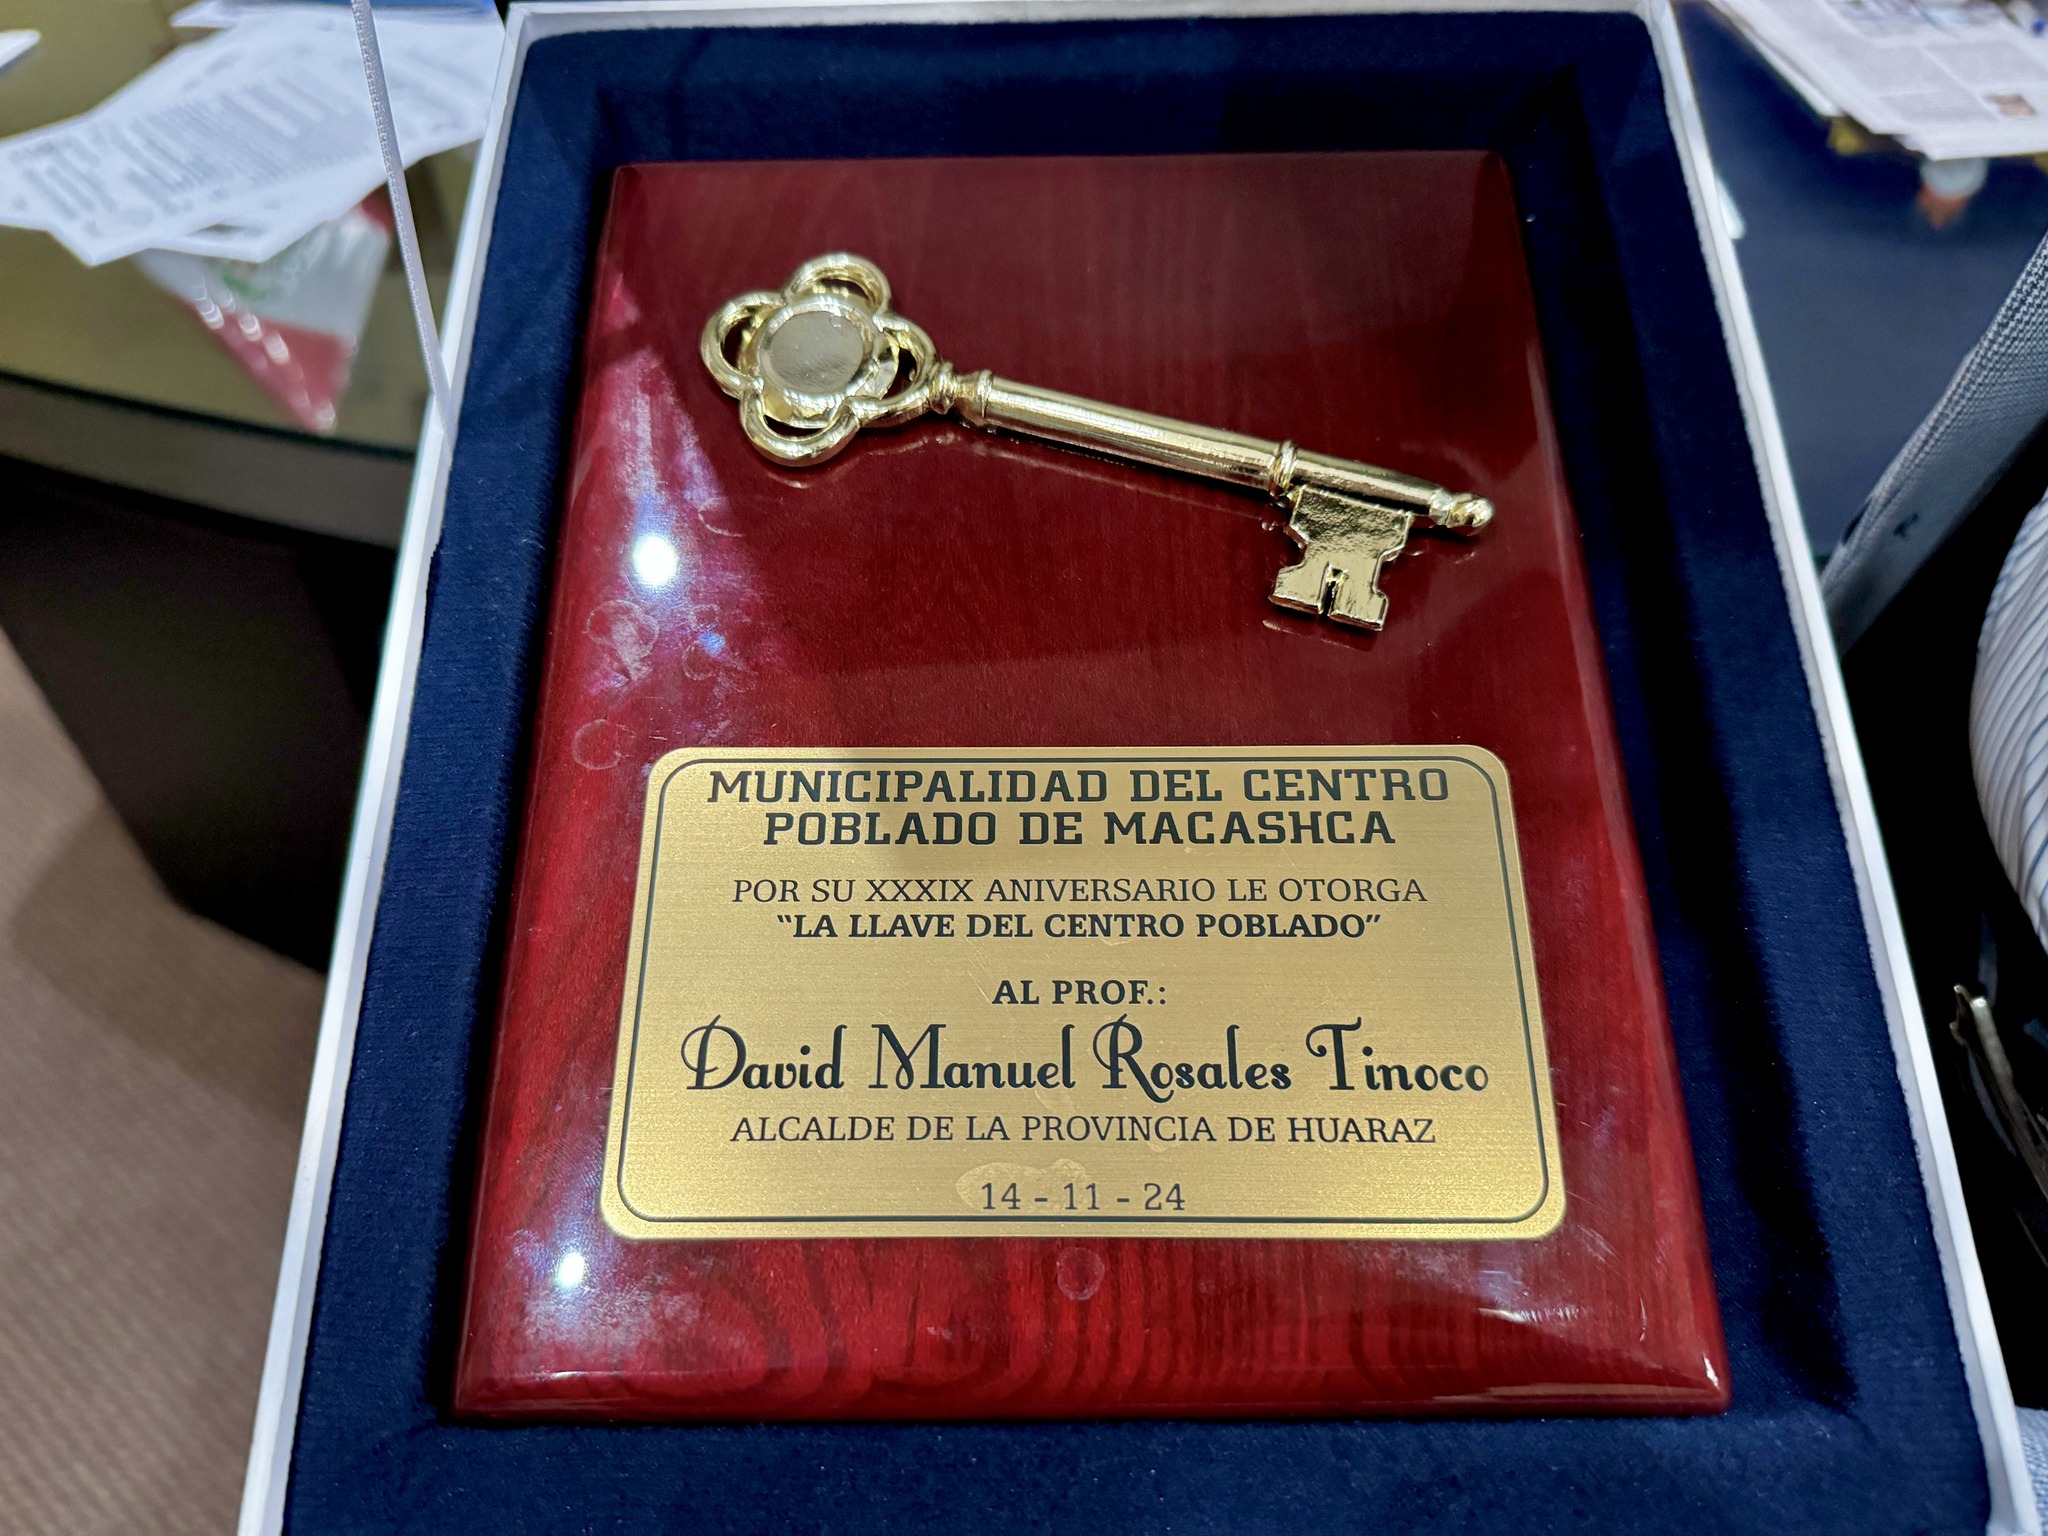 MUNICIPALIDAD DEL CENTRO
POBLADO DE MACASHCA
POR SU XXXIX ANIVERSARIO LE OTORGA
“LA LLAVE DEL CENTRO POBLADO”
AL PROF.:
David Manuel Rosales Tinoco
ALCALDE DE LA PROVINCIA DE HUARAZ
14 - 11 - 24